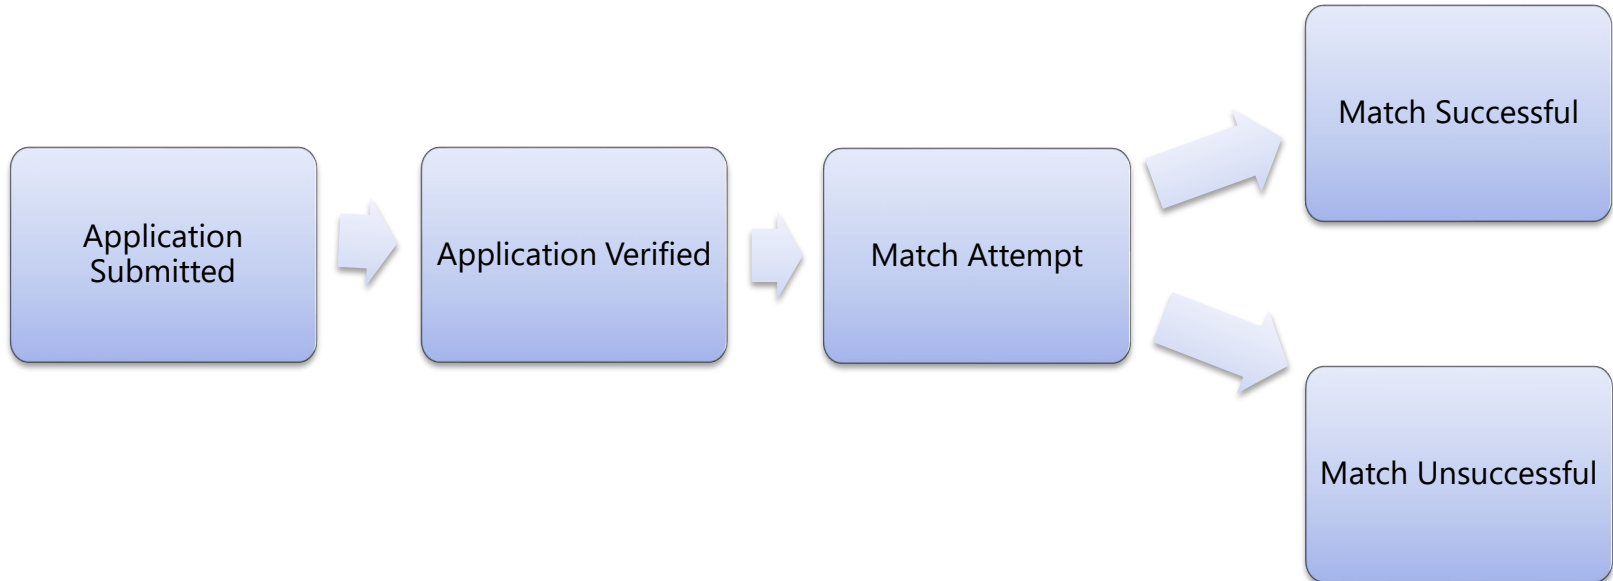 Application
Submitted
Application Verified
Match Attempt
Match Successful
Match Unsuccessful